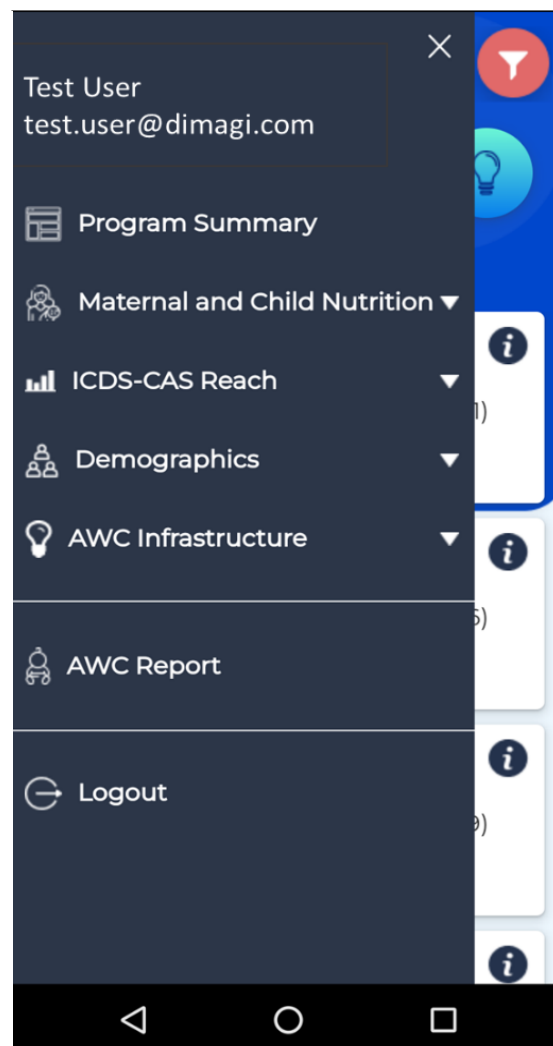 Test User
test.user@dimagi.com
Program Summary
Maternal and Child Nutrition
ICDS-CAS Reach
Demographics
AWC Infrastructure
AWC Report
Logout